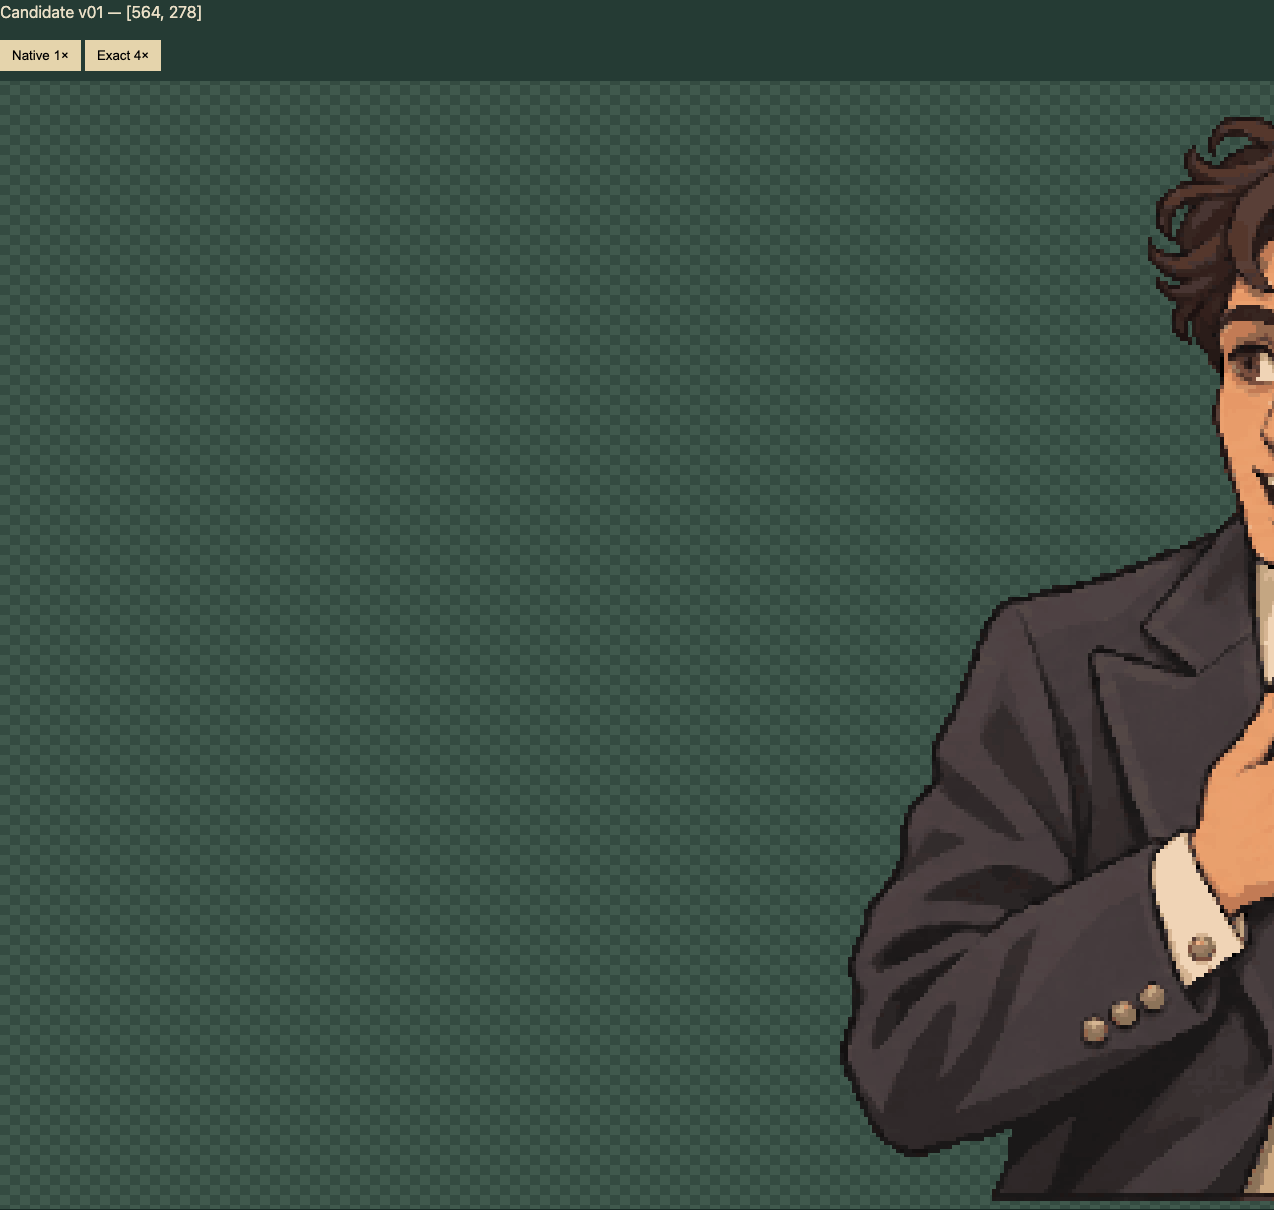 Candidate v01 — [564, 278]
Native 1× Exact 4×